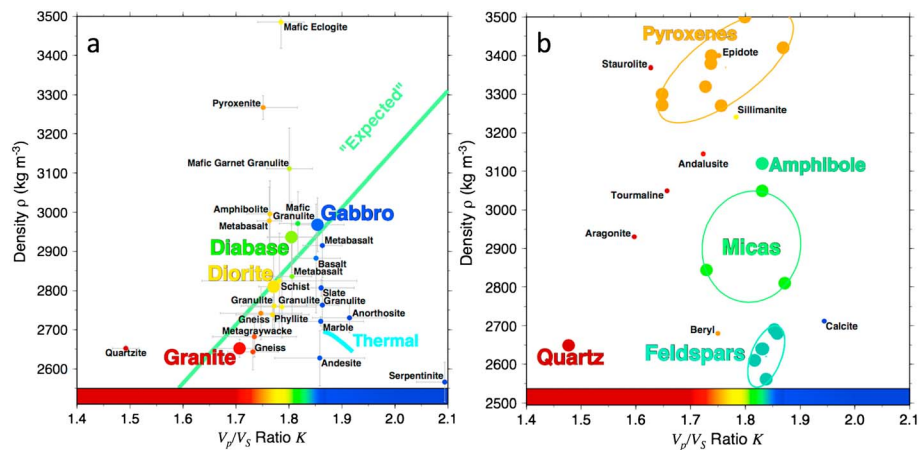 a
3500
3400
3300
3200
3100
3000
2900
2800
2700
2600
Density ρ (kg m⁻³)
Mafic Eclogite
Pyroxenite
"Expected"
Mafic Garnet Granulite
Amphibolite
Mafic
Granulite
Metabasalt
Gabbro
Diabase
Metabasalt
Basalt
Metabasalt
Diorite
Schist
Slate
Granulite
Granulite
Granulite
Gneiss
Phyllite
Anorthosite
Marble
Metagraywacke
Thermal
Quartzite
Granite
Gneiss
Andesite
Serpentinite
1.4
1.5
1.6
1.7
1.8
1.9
2.0
2.1
Vp/VS Ratio K
b
3500
3400
3300
3200
3100
3000
2900
2800
2700
2600
2500
Density ρ (kg m⁻³)
Pyroxenes
Epidote
Staurolite
Sillimanite
Andalusite
Amphibole
Tourmaline
Aragonite
Micas
Beryl
Calcite
Quartz
Feldspars
1.4
1.5
1.6
1.7
1.8
1.9
2.0
2.1
Vp/VS Ratio K